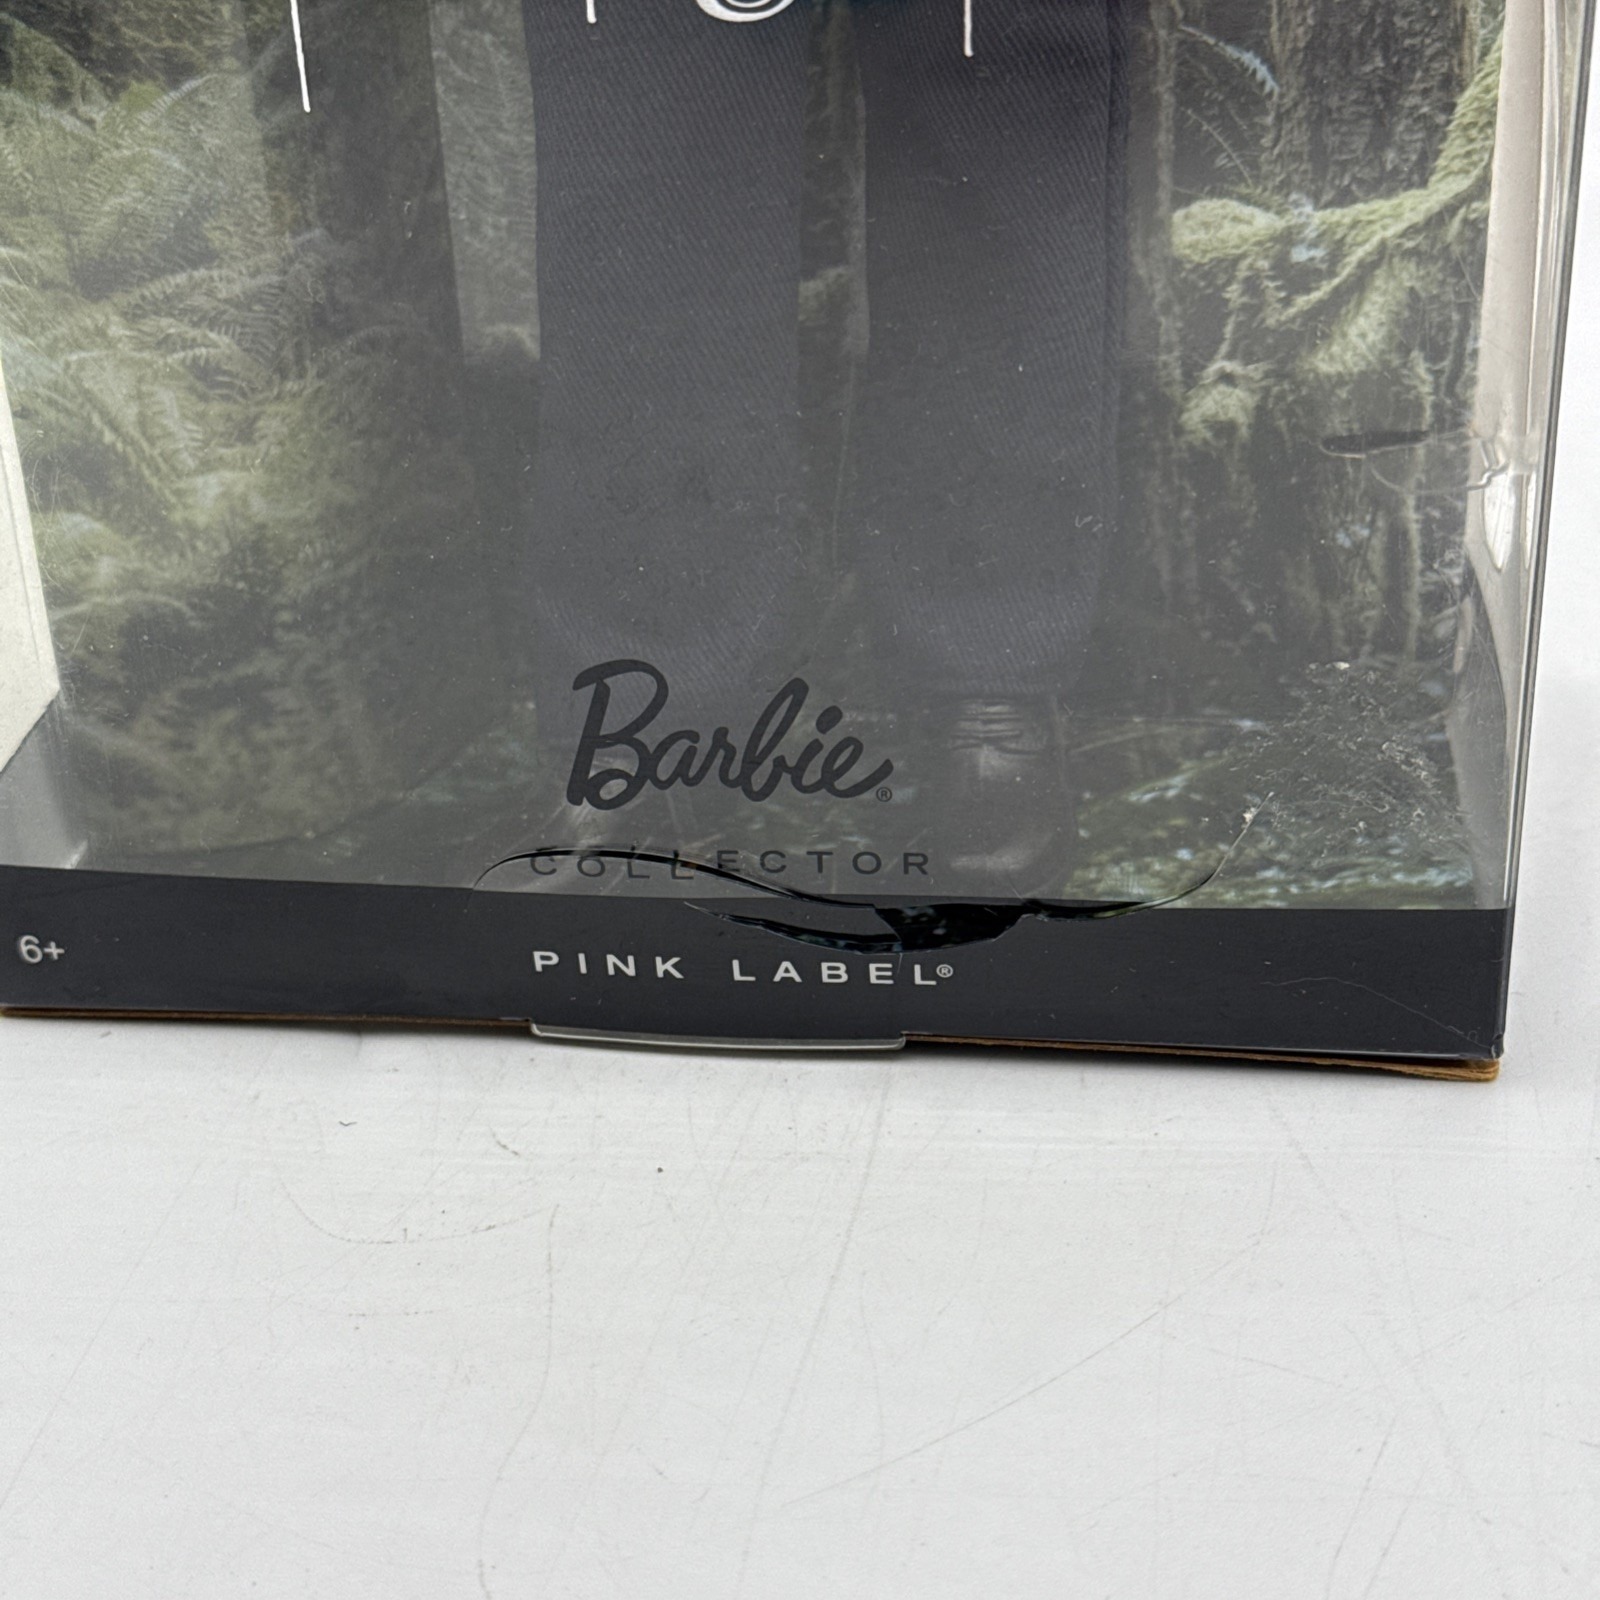 Barbie®
COLLECTOR
6+
PINK LABEL®